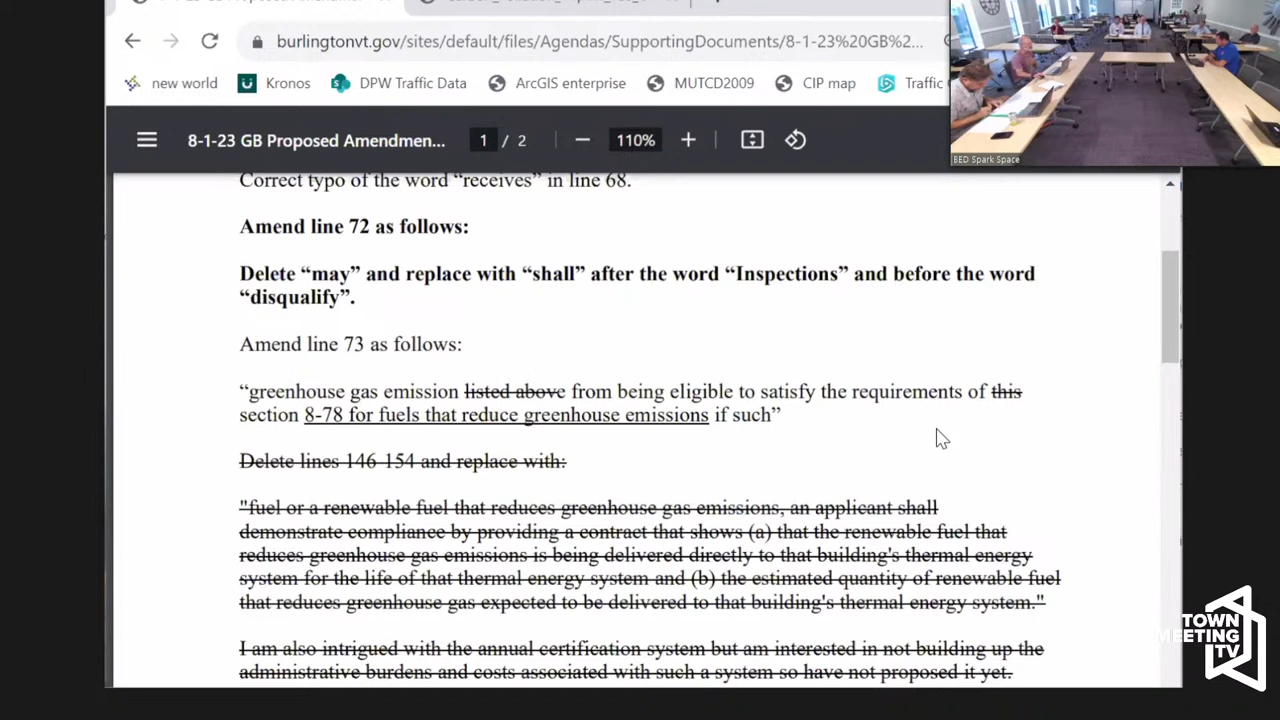 burlingtonvt.gov/sites/default/files/Agendas/SupportingDocuments/8-1-23%20GB%2...
new world Kronos DPW Traffic Data ArcGIS enterprise MUTCD2009 CIP map Traffic
BED Spark Space
8-1-23 GB Proposed Amendmen... 1 / 2 110%
Correct typo of the word “receives” in line 68.
Amend line 72 as follows:
Delete “may” and replace with “shall” after the word “Inspections” and before the word
“disqualify”.
Amend line 73 as follows:
“greenhouse gas emission listed above from being eligible to satisfy the requirements of this
section 8-78 for fuels that reduce greenhouse emissions if such”
Delete lines 146-154 and replace with:
"fuel or a renewable fuel that reduces greenhouse gas emissions, an applicant shall
demonstrate compliance by providing a contract that shows (a) that the renewable fuel that
reduces greenhouse gas emissions is being delivered directly to that building's thermal energy
system for the life of that thermal energy system and (b) the estimated quantity of renewable fuel
that reduces greenhouse gas expected to be delivered to that building's thermal energy system."
I am also intrigued with the annual certification system but am interested in not building up the
administrative burdens and costs associated with such a system so have not proposed it yet.
TOWN
MEETING
TV